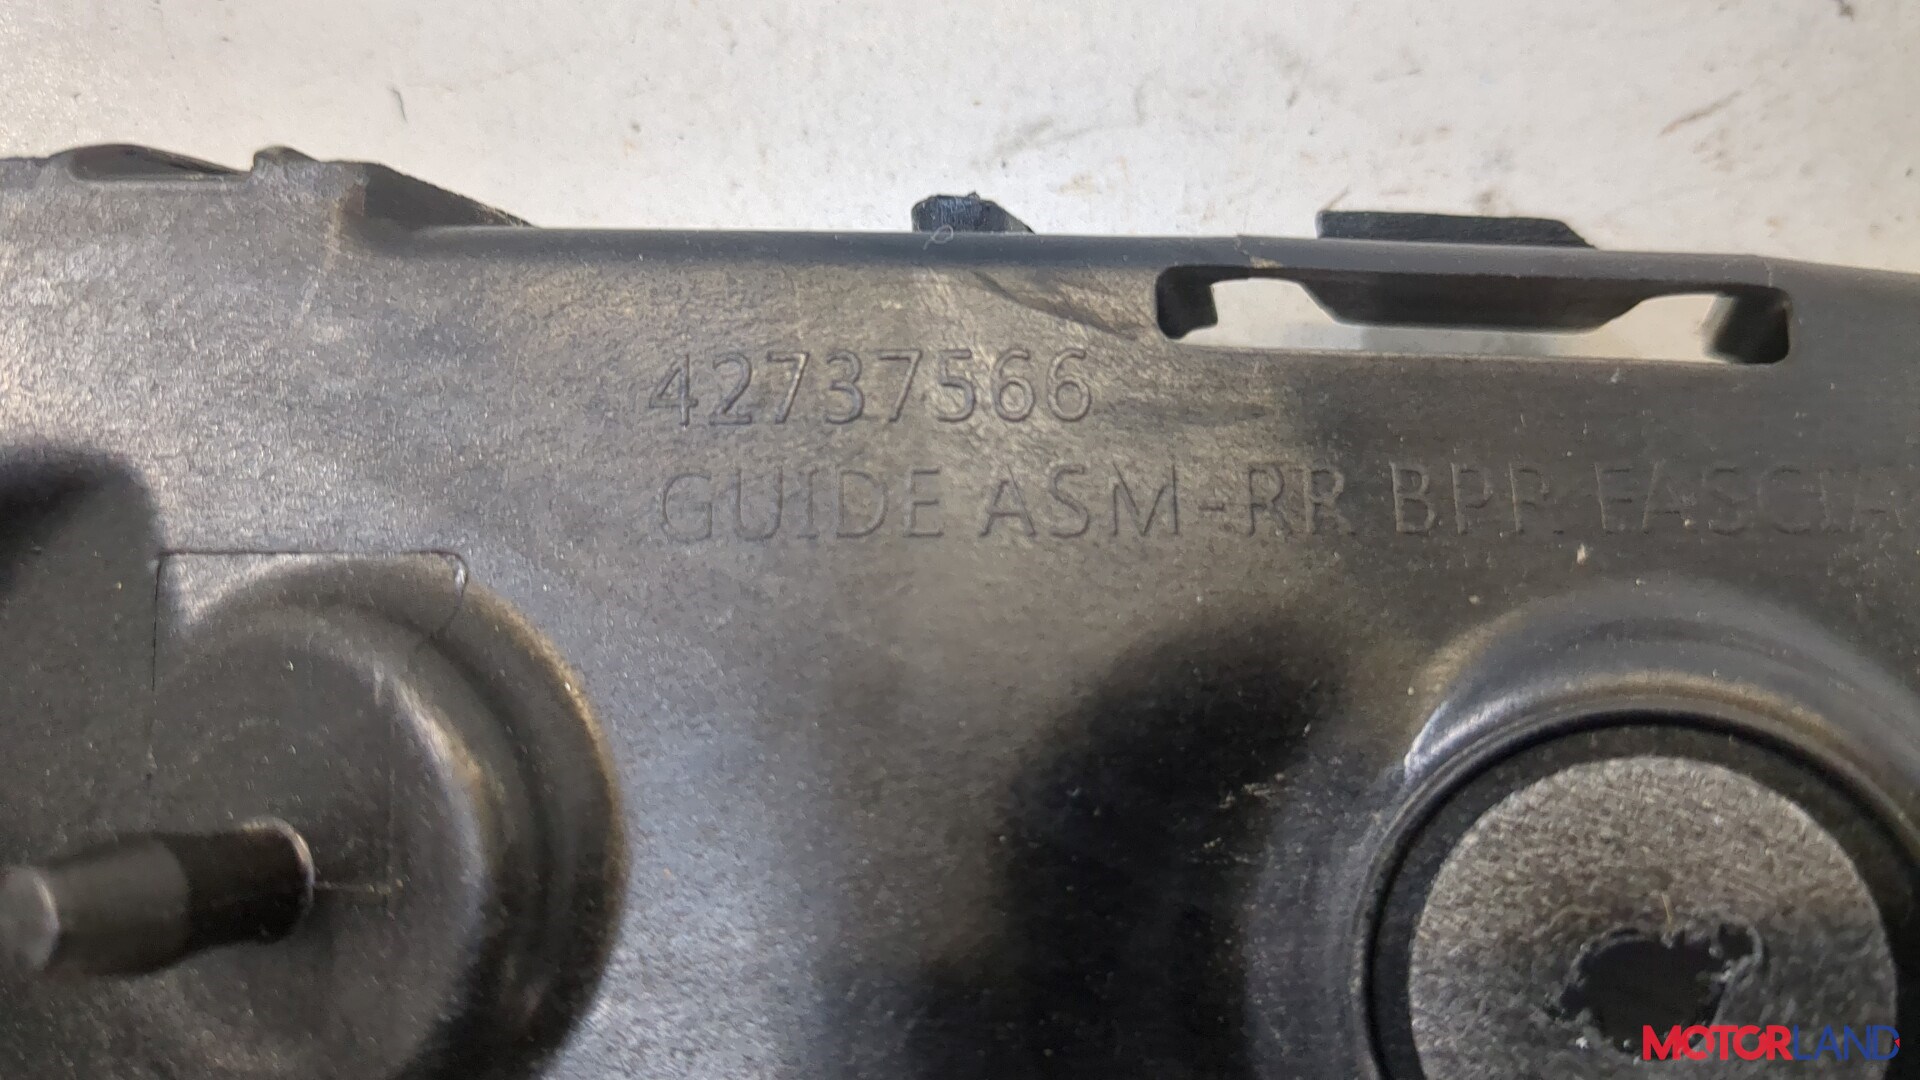 42737566
GUIDE ASM-RR BPR FASCIA
MOTORLAND